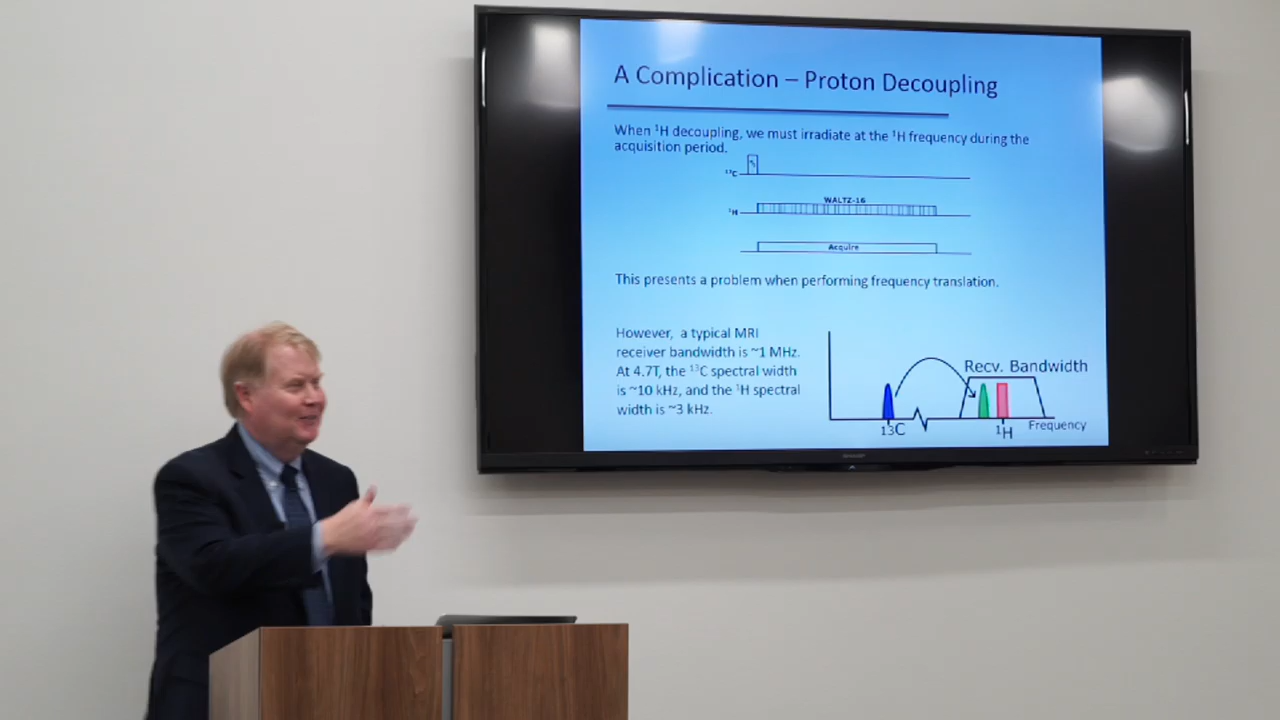 A Complication – Proton Decoupling
When ¹H decoupling, we must irradiate at the ¹H frequency during the
acquisition period.
¹³C
WALTZ-16
¹H
Acquire
This presents a problem when performing frequency translation.
However, a typical MRI
receiver bandwidth is ~1 MHz.
At 4.7T, the ¹³C spectral width
is ~10 kHz, and the ¹H spectral
width is ~3 kHz.
Recv. Bandwidth
13C
¹H
Frequency
SHARP